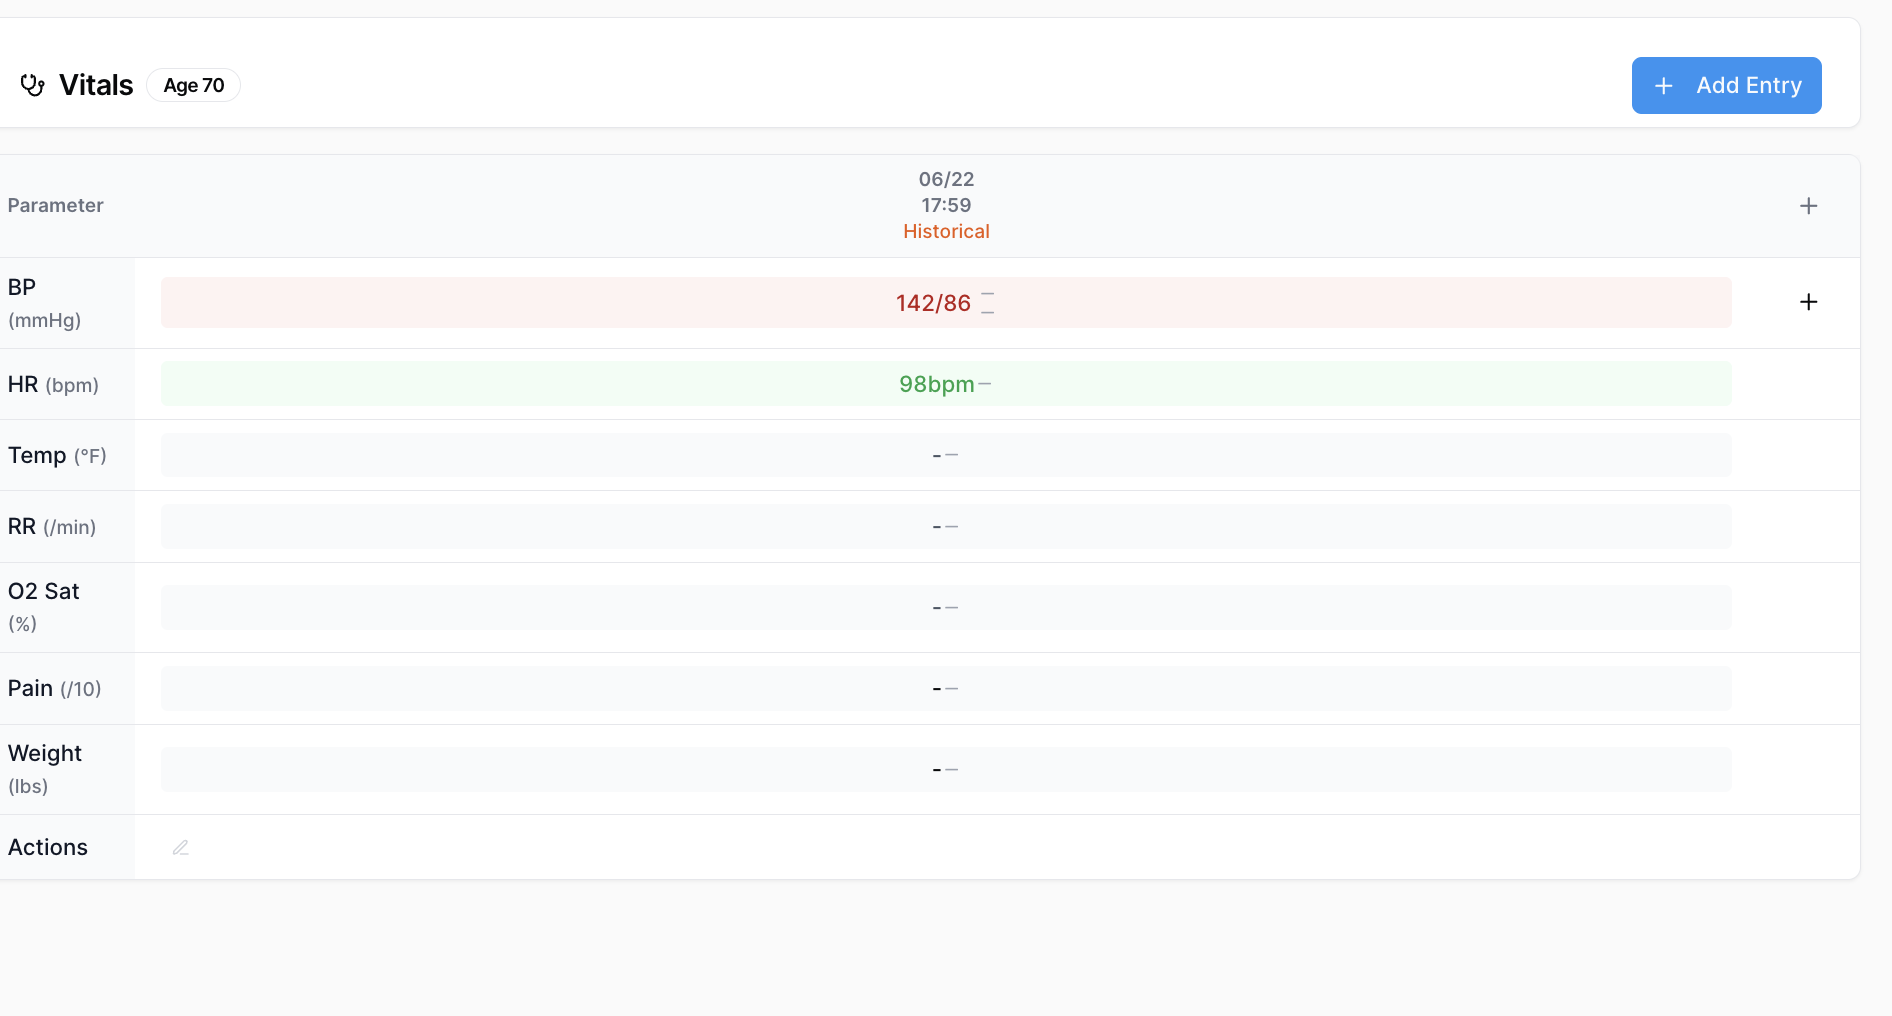 Vitals Age 70
+ Add Entry
Parameter
06/22
17:59
Historical
+
BP
(mmHg)
142/86 — —
+
HR (bpm)
98bpm —
Temp (°F)
- —
RR (/min)
- —
O2 Sat
(%)
- —
Pain (/10)
- —
Weight
(lbs)
- —
Actions